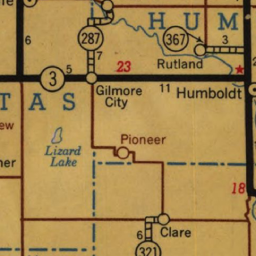 HUM
287
367
6
7
3
Rutland
3
5
23
TAS
Gilmore
City
11
Humboldt
Pioneer
Lizard
Lake
18
6
Clare
321